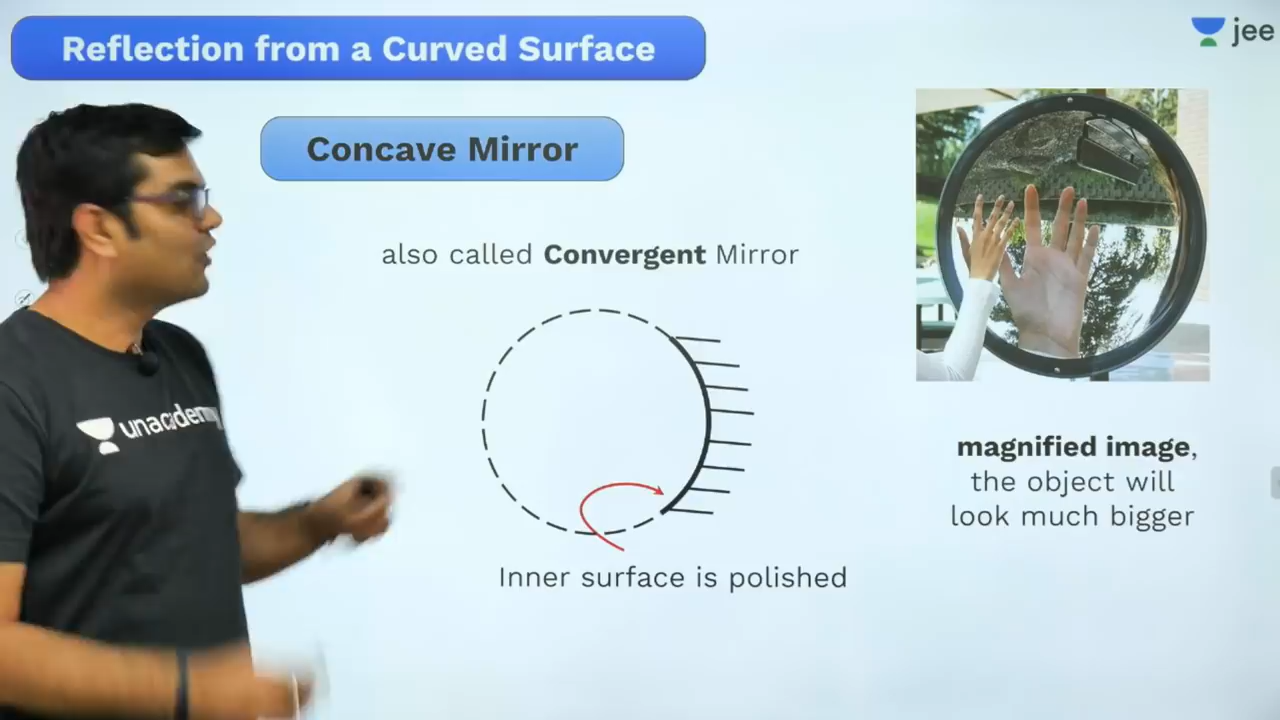 Reflection from a Curved Surface
jee
Concave Mirror
also called Convergent Mirror
unacademy
magnified image,
the object will
look much bigger
Inner surface is polished